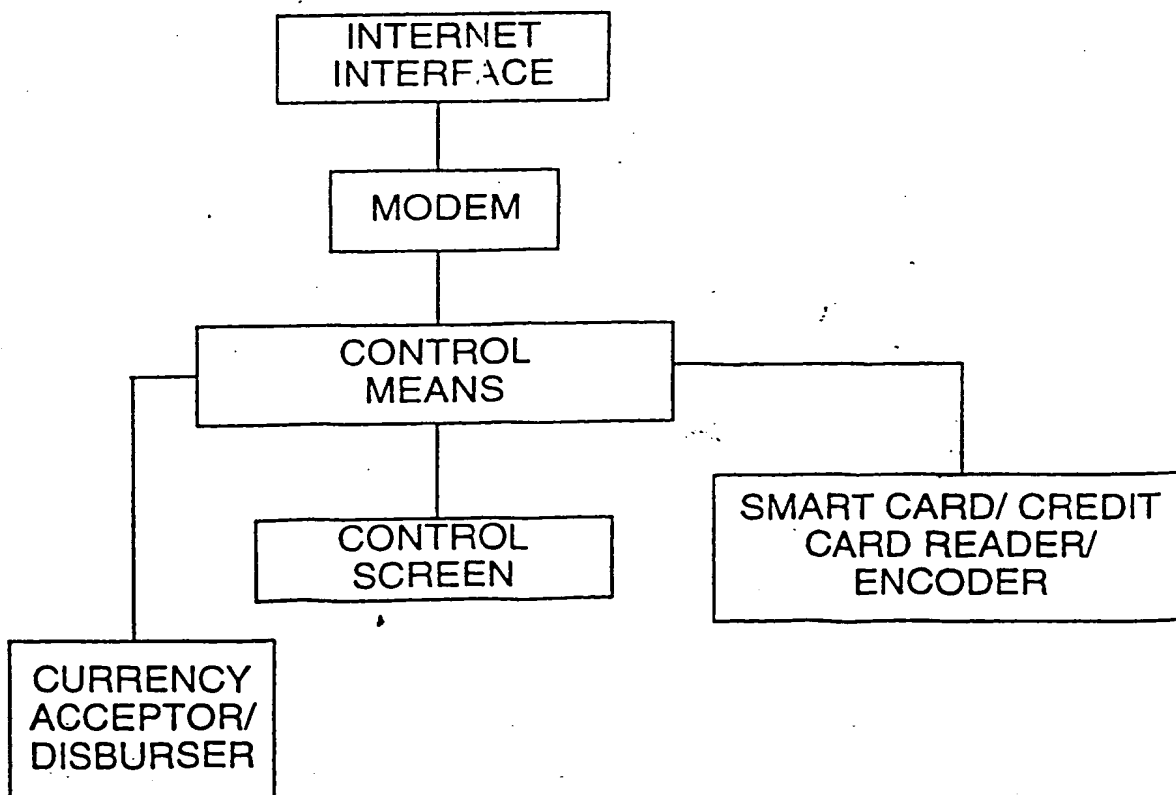 INTERNET
INTERFACE
MODEM
CONTROL
MEANS
CONTROL
SCREEN
SMART CARD/ CREDIT
CARD READER/
ENCODER
CURRENCY
ACCEPTOR/
DISBURSER